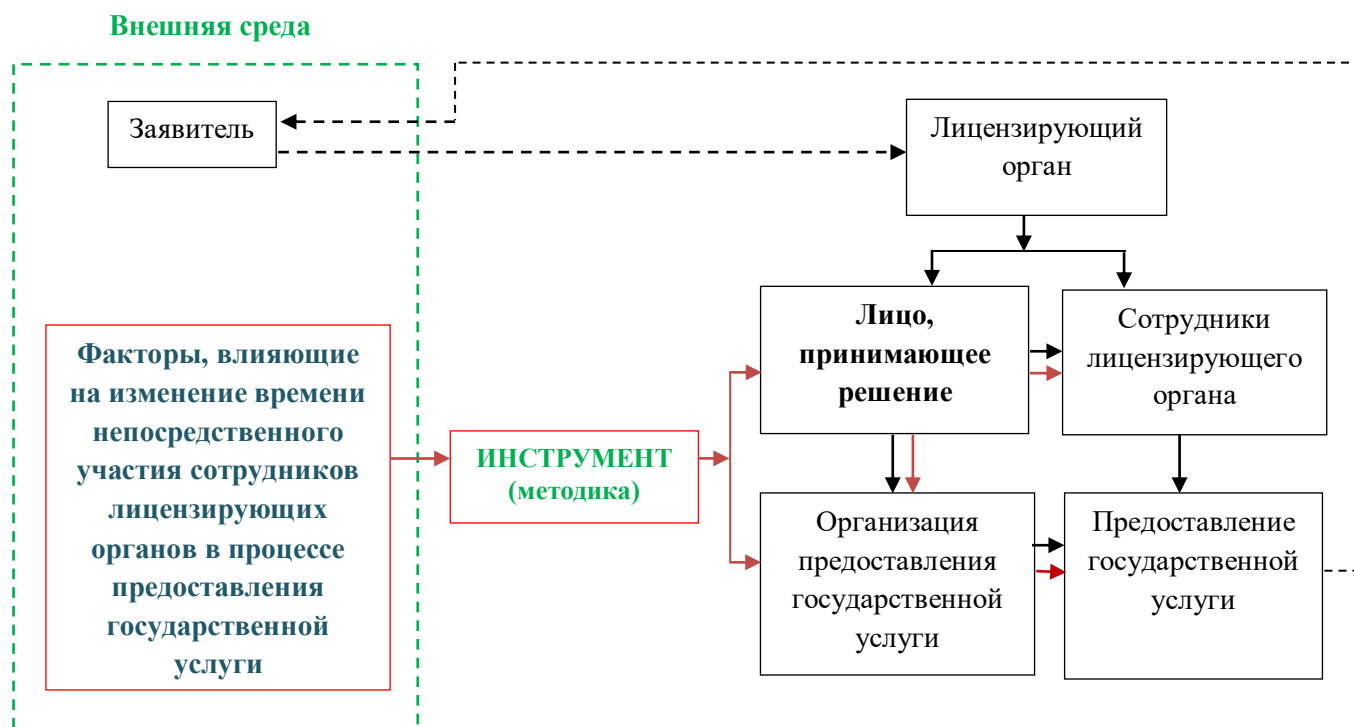 Внешняя среда
Заявитель
Лицензирующий
орган
Лицо,
принимающее
решение
Сотрудники
лицензирующего
органа
Факторы, влияющие
на изменение времени
непосредственного
участия сотрудников
лицензирующих
органов в процессе
предоставления
государственной
услуги
ИНСТРУМЕНТ
(методика)
Организация
предоставления
государственной
услуги
Предоставление
государственной
услуги